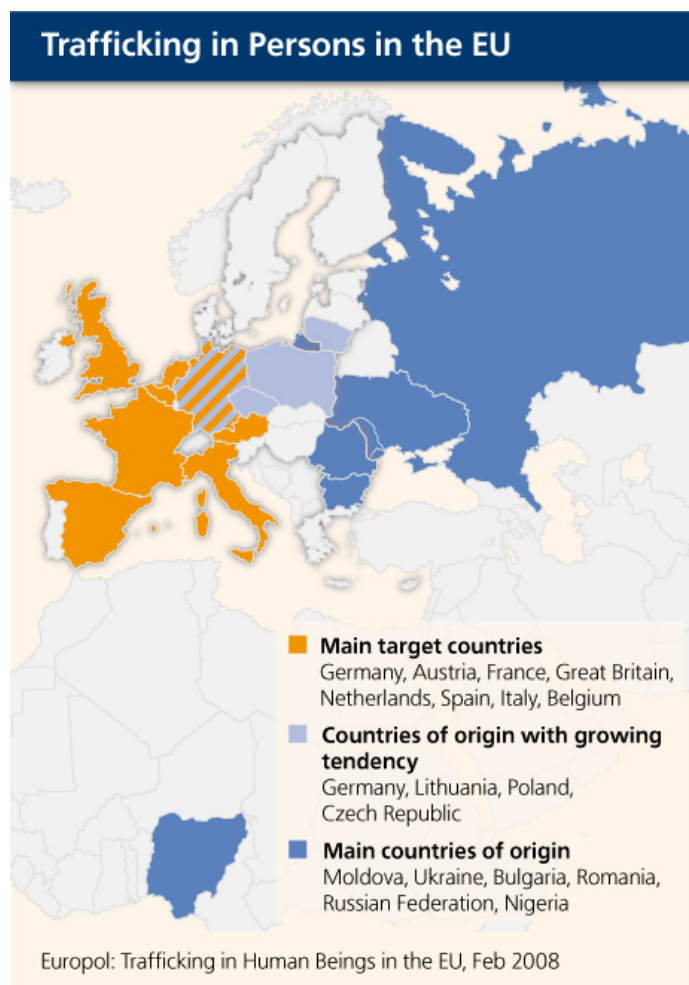 Trafficking in Persons in the EU
Main target countries
Germany, Austria, France, Great Britain,
Netherlands, Spain, Italy, Belgium
Countries of origin with growing
tendency
Germany, Lithuania, Poland,
Czech Republic
Main countries of origin
Moldova, Ukraine, Bulgaria, Romania,
Russian Federation, Nigeria
Europol: Trafficking in Human Beings in the EU, Feb 2008